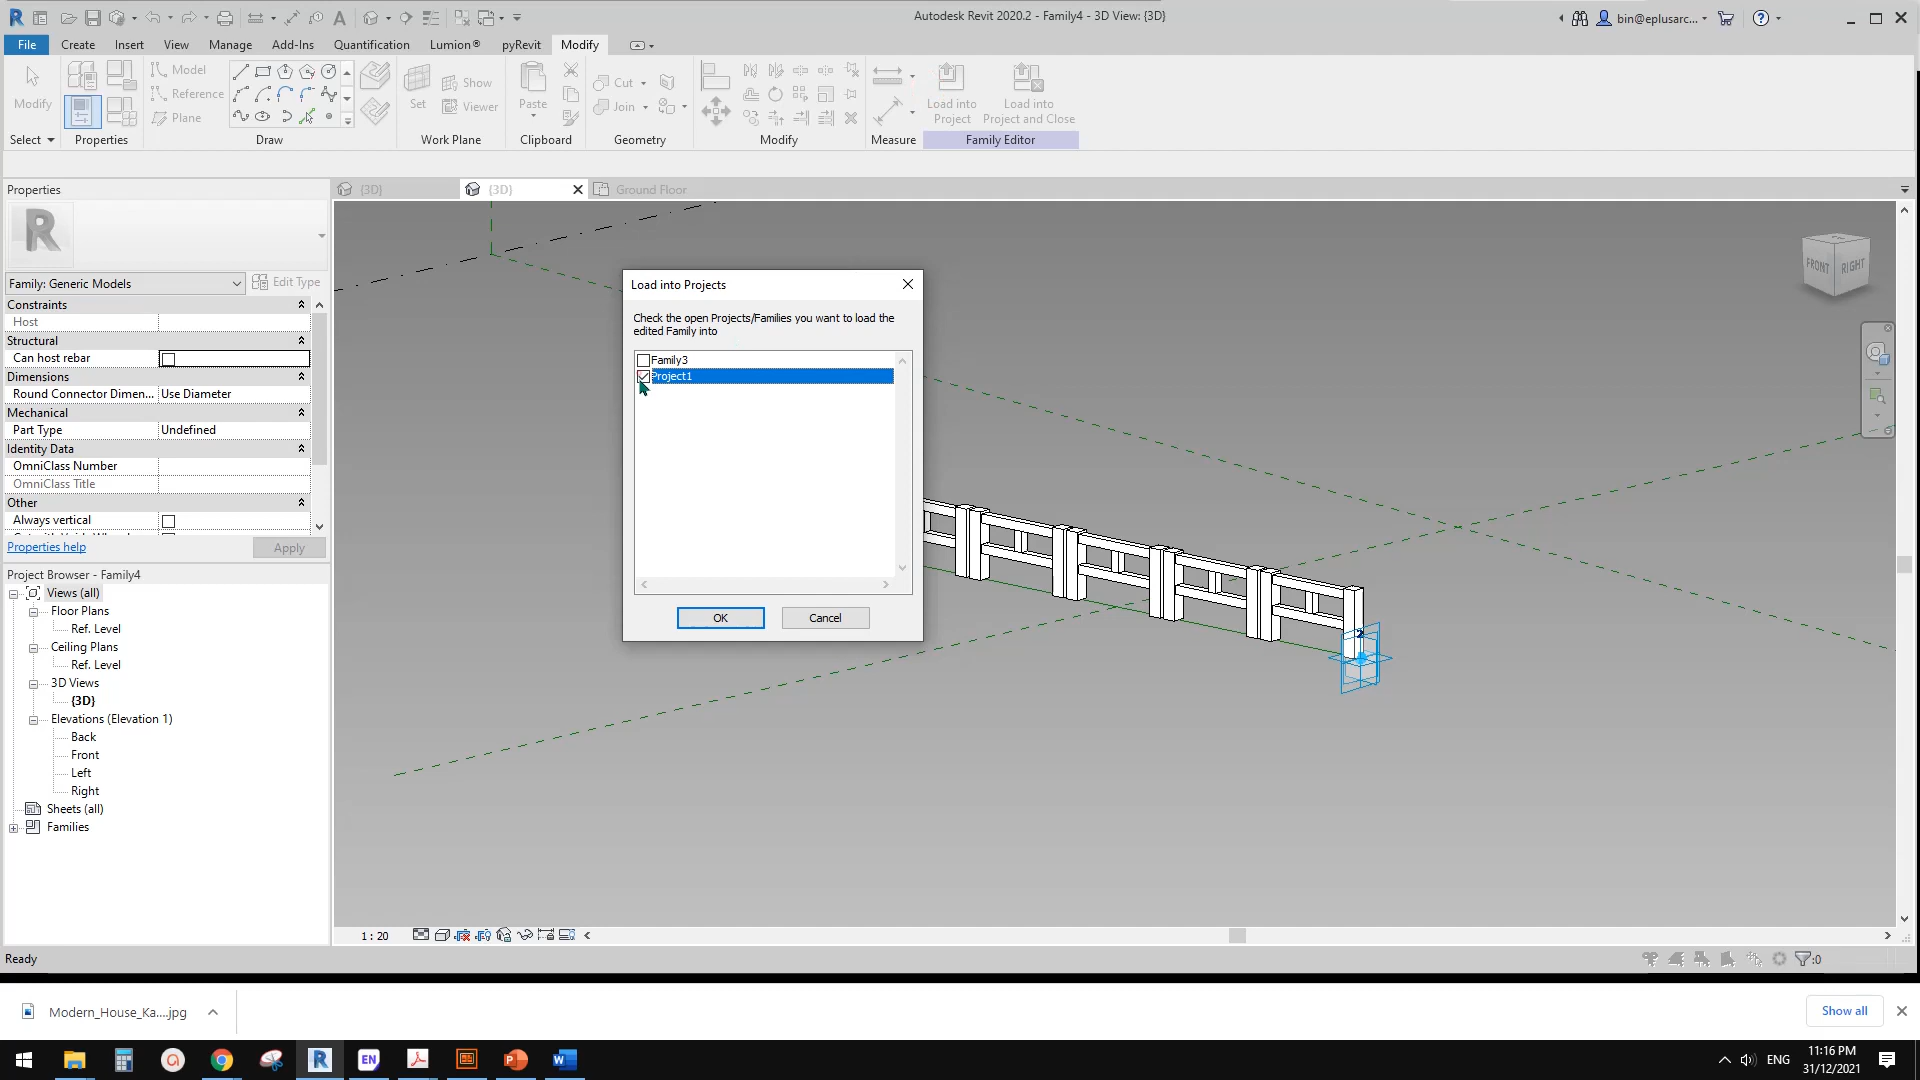 Autodesk Revit 2020.2 - Family4 - 3D View: {3D}
bin@eplusarc...
File Create Insert View Manage Add-Ins Quantification Lumion® pyRevit Modify
Model
Reference
Plane
Show
Viewer
Cut
Join
Modify
Set
Paste
Load into Project
Load into Project and Close
Select Properties Draw Work Plane Clipboard Geometry Modify Measure Family Editor
Properties
{3D}
{3D}
Ground Floor
Family: Generic Models
Edit Type
Constraints
Host
Structural
Can host rebar
Dimensions
Round Connector Dimen... Use Diameter
Mechanical
Part Type Undefined
Identity Data
OmniClass Number
OmniClass Title
Other
Always vertical
Properties help
Apply
Project Browser - Family4
Views (all)
Floor Plans
Ref. Level
Ceiling Plans
Ref. Level
3D Views
{3D}
Elevations (Elevation 1)
Back
Front
Left
Right
Sheets (all)
Families
Load into Projects
Check the open Projects/Families you want to load the
edited Family into
Family3
Project1
OK
Cancel
FRONT
RIGHT
2
1 : 20
Ready
:0
Modern_House_Ka....jpg
Show all
EN
ENG
11:16 PM
31/12/2021